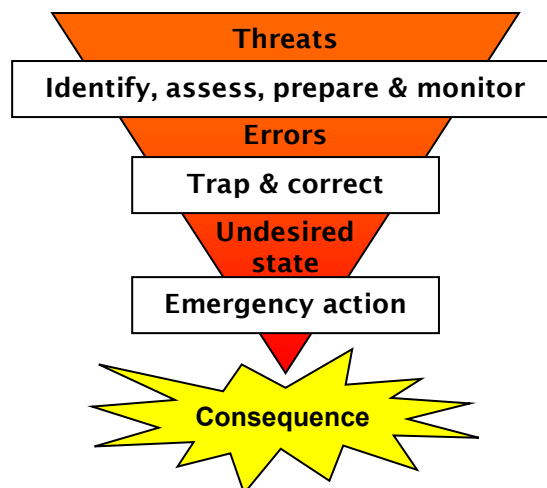 Threats
Identify, assess, prepare & monitor
Errors
Trap & correct
Undesired
state
Emergency action
Consequence